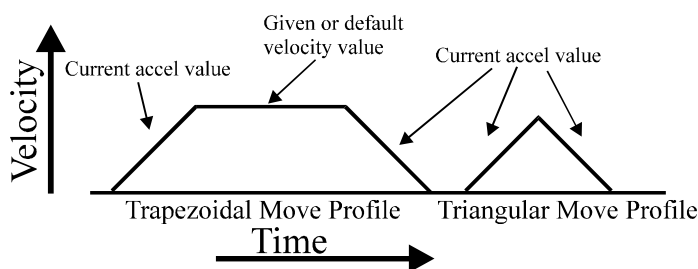 Given or default
velocity value
Current accel value
Current accel value
Velocity
Trapezoidal Move Profile
Triangular Move Profile
Time